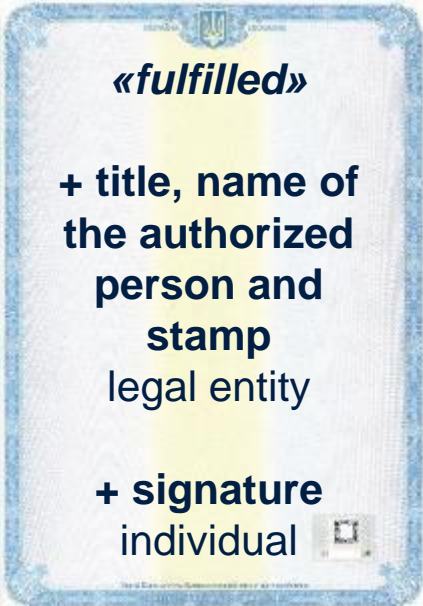 «fulfilled»
+ title, name of
the authorized
person and
stamp
legal entity
+ signature
individual